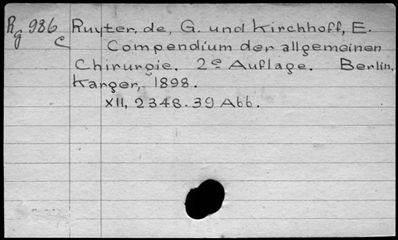 Rg 986 Ruyter, de, G. und Kirchhoff, E.
c Compendium der allgemeinen
Chirurgie. 2e Auflage. Berlin,
Karger, 1898.
XII, 234 S. 39 Abb.